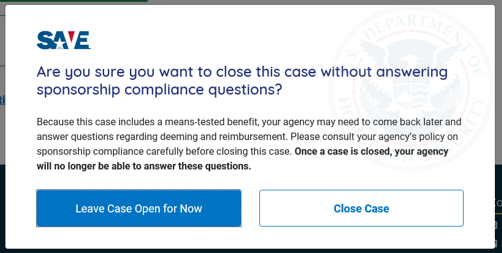 SAVE
Are you sure you want to close this case without answering
sponsorship compliance questions?
Because this case includes a means-tested benefit, your agency may need to come back later and
answer questions regarding deeming and reimbursement. Please consult your agency's policy on
sponsorship compliance carefully before closing this case. Once a case is closed, your agency
will no longer be able to answer these questions.
Leave Case Open for Now
Close Case